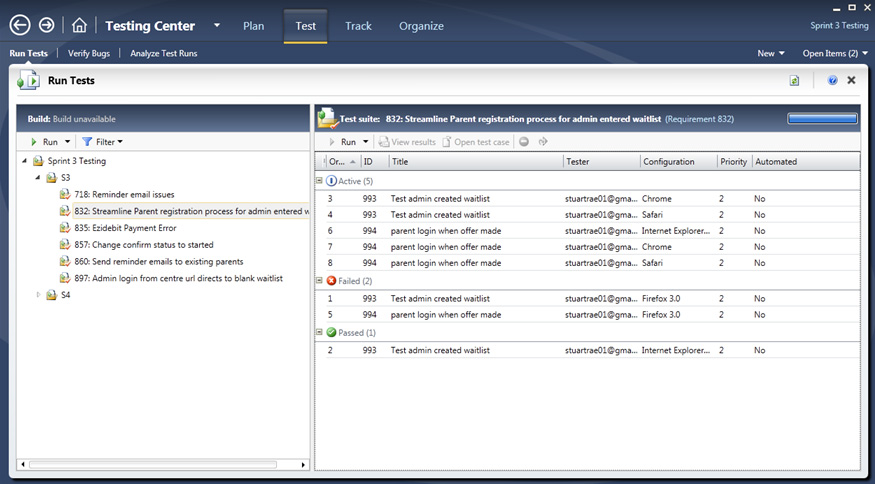 Testing Center Plan Test Track Organize Sprint 3 Testing
Run Tests Verify Bugs Analyze Test Runs New Open Items (2)
Run Tests
Build: Build unavailable
Run Filter
Sprint 3 Testing
S3
718: Reminder email issues
832: Streamline Parent registration process for admin entered w
835: Ezidebit Payment Error
857: Change confirm status to started
860: Send reminder emails to existing parents
897: Admin login from centre url directs to blank waitlist
S4
Test suite: 832: Streamline Parent registration process for admin entered waitlist (Requirement 832)
Run View results Open test case
Or... ID Title Tester Configuration Priority Automated
Active (5)
3 993 Test admin created waitlist stuartrae01@gma... Chrome 2 No
4 993 Test admin created waitlist stuartrae01@gma... Safari 2 No
6 994 parent login when offer made stuartrae01@gma... Internet Explorer... 2 No
7 994 parent login when offer made stuartrae01@gma... Chrome 2 No
8 994 parent login when offer made stuartrae01@gma... Safari 2 No
Failed (2)
1 993 Test admin created waitlist stuartrae01@gma... Firefox 3.0 2 No
5 994 parent login when offer made stuartrae01@gma... Firefox 3.0 2 No
Passed (1)
2 993 Test admin created waitlist stuartrae01@gma... Internet Explorer... 2 No